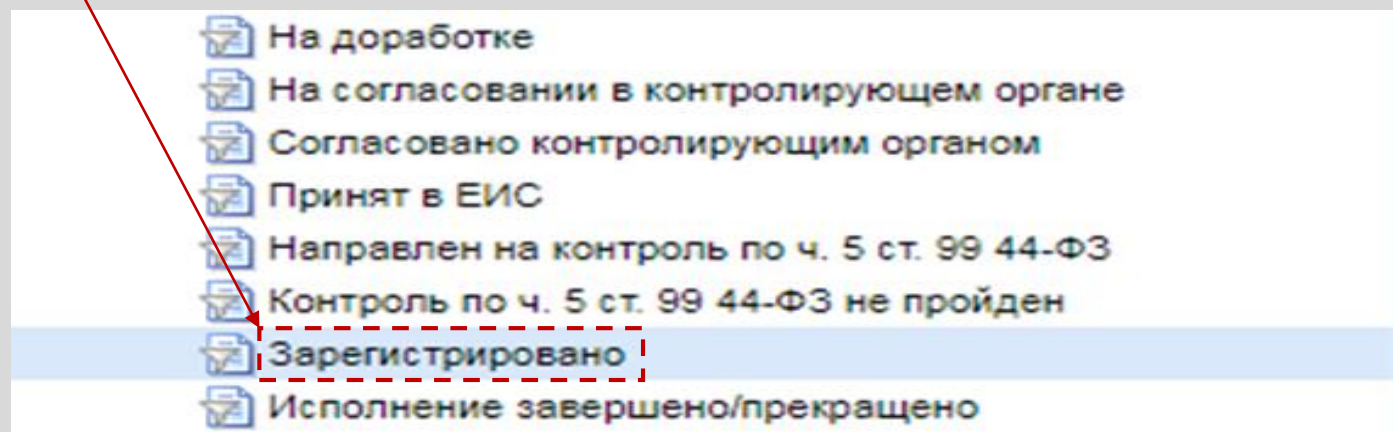 На доработке
На согласовании в контролирующем органе
Согласовано контролирующим органом
Принят в ЕИС
Направлен на контроль по ч. 5 ст. 99 44-ФЗ
Контроль по ч. 5 ст. 99 44-ФЗ не пройден
Зарегистрировано
Исполнение завершено/прекращено